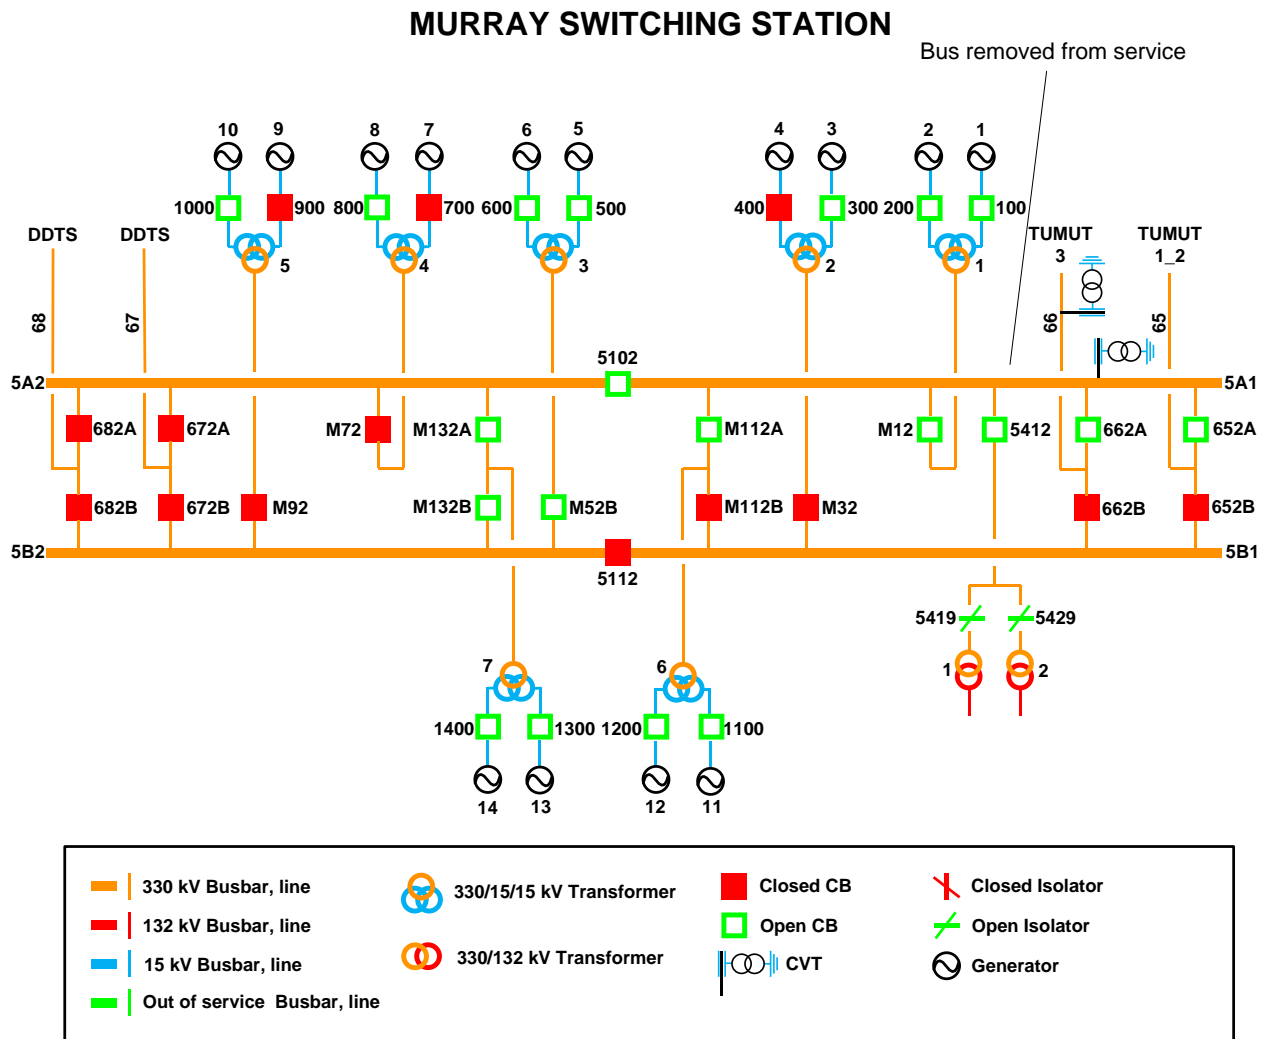 MURRAY SWITCHING STATION
Bus removed from service
10 9 8 7 6 5 4 3 2 1
1000 900 800 700 600 500 400 300 200 100
DDTS DDTS TUMUT TUMUT
3 1_2
5 4 3 2 1
68 67 66 65
5102
5A2 5A1
682A 672A M72 M132A M112A M12 5412 662A 652A
682B 672B M92 M132B M52B M112B M32 662B 652B
5B2 5B1
5112
5419 5429
7 6 1 2
1400 1300 1200 1100
14 13 12 11
330 kV Busbar, line 330/15/15 kV Transformer Closed CB Closed Isolator
132 kV Busbar, line Open CB Open Isolator
15 kV Busbar, line 330/132 kV Transformer CVT Generator
Out of service Busbar, line